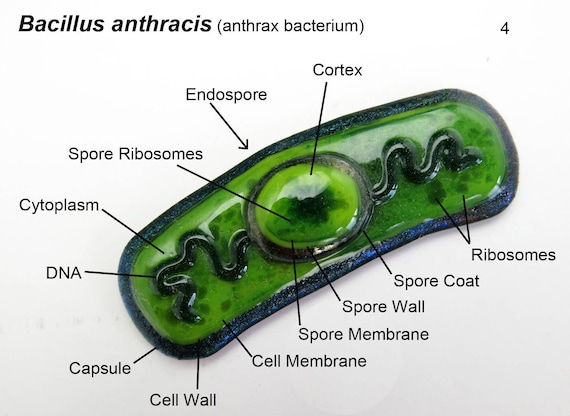 Bacillus anthracis (anthrax bacterium)
4
Cortex
Endospore
Spore Ribosomes
Cytoplasm
Ribosomes
DNA
Spore Coat
Spore Wall
Spore Membrane
Cell Membrane
Capsule
Cell Wall